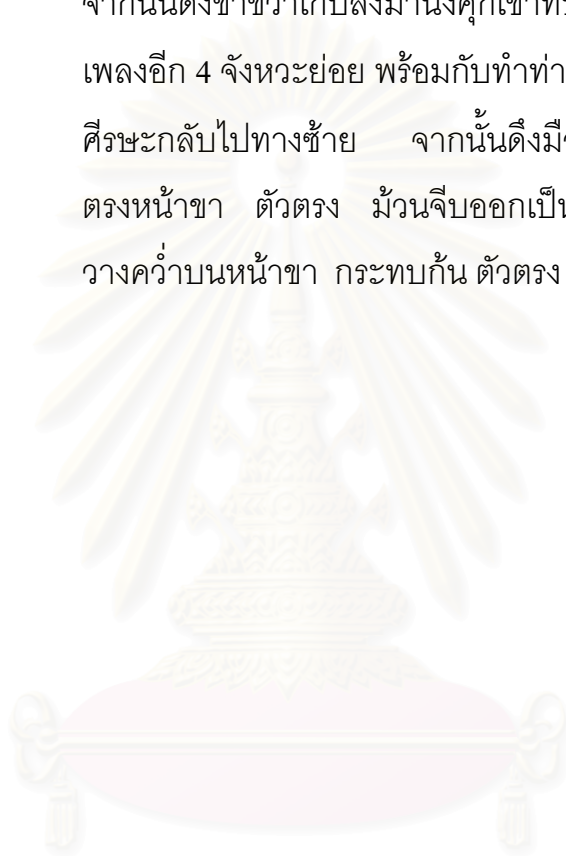 จากนั้นดึงขาขวาเก็บลงมานั่งคุกเข่า
เพลงอีก 4 จังหวะย่อย พร้อมกับทำท่า
ศีรษะกลับไปทางซ้าย จากนั้นดึงมือ
ตรงหน้าขา ตัวตรง ม้วนจีบออกเป็น
วางคว่ำบนหน้าขา กระทบก้น ตัวตรง